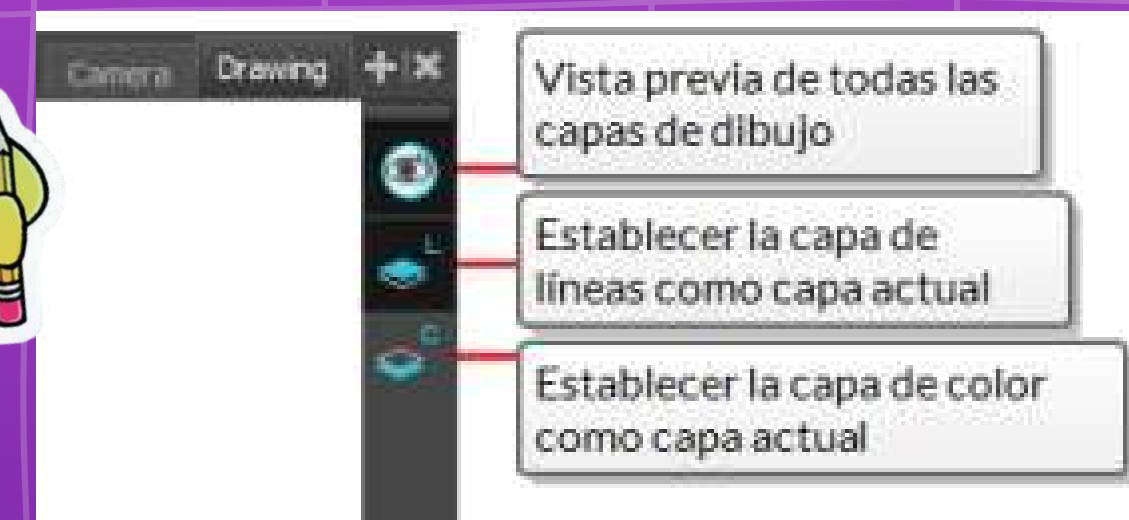 Camera Drawing
Vista previa de todas las
capas de dibujo
L
Establecer la capa de
líneas como capa actual
C
Establecer la capa de color
como capa actual